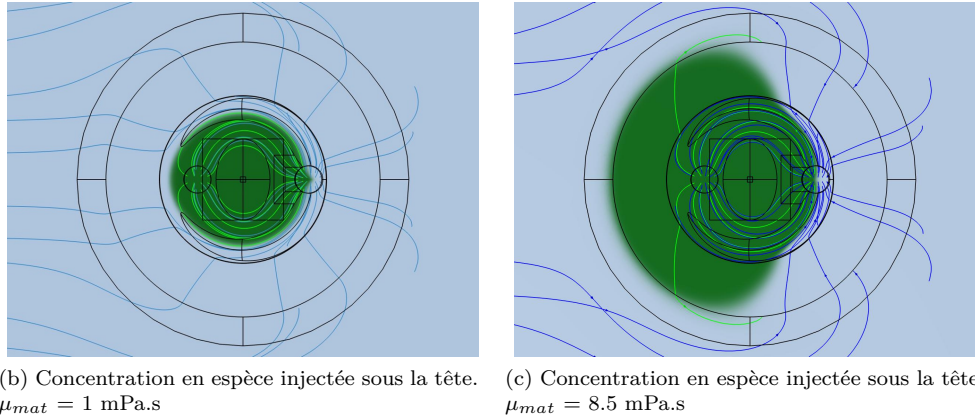 (b) Concentration en espèce injectée sous la tête.
μmat = 1 mPa.s
(c) Concentration en espèce injectée sous la tête
μmat = 8.5 mPa.s